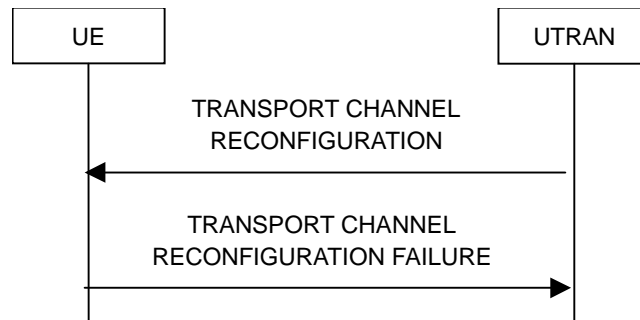 UE
UTRAN
TRANSPORT CHANNEL
RECONFIGURATION
TRANSPORT CHANNEL
RECONFIGURATION FAILURE